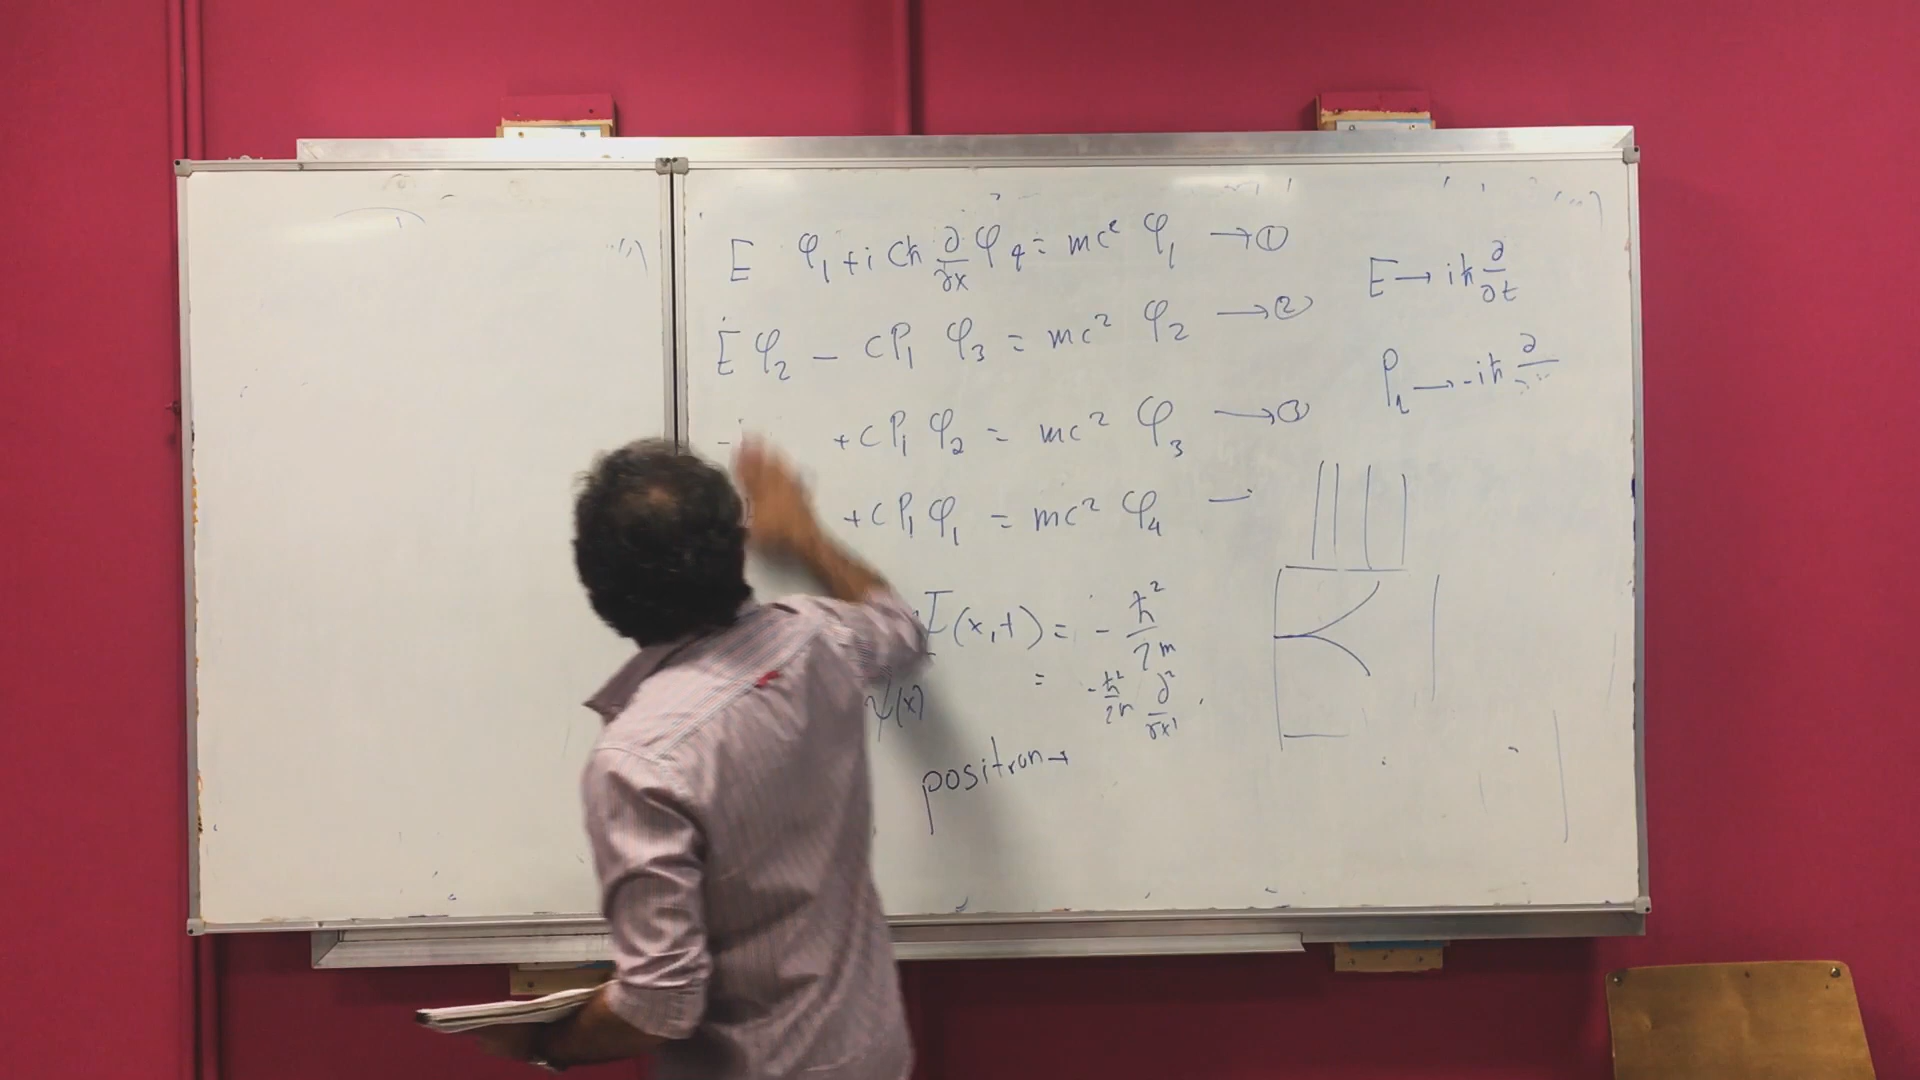 E φ₁ + i cħ ∂/∂x φ₄ = mc² φ₁ → ①
E φ₂ − cP₁ φ₃ = mc² φ₂ → ②
+ cP₁ φ₂ = mc² φ₃ → ③
+ cP₁ φ₁ = mc² φ₄ —
(x,t) = − ħ²/2m
= − ħ²/2m ∂²/∂x²
ψ(x)
positron →
E → iħ ∂/∂t
P₁ → −iħ ∂/